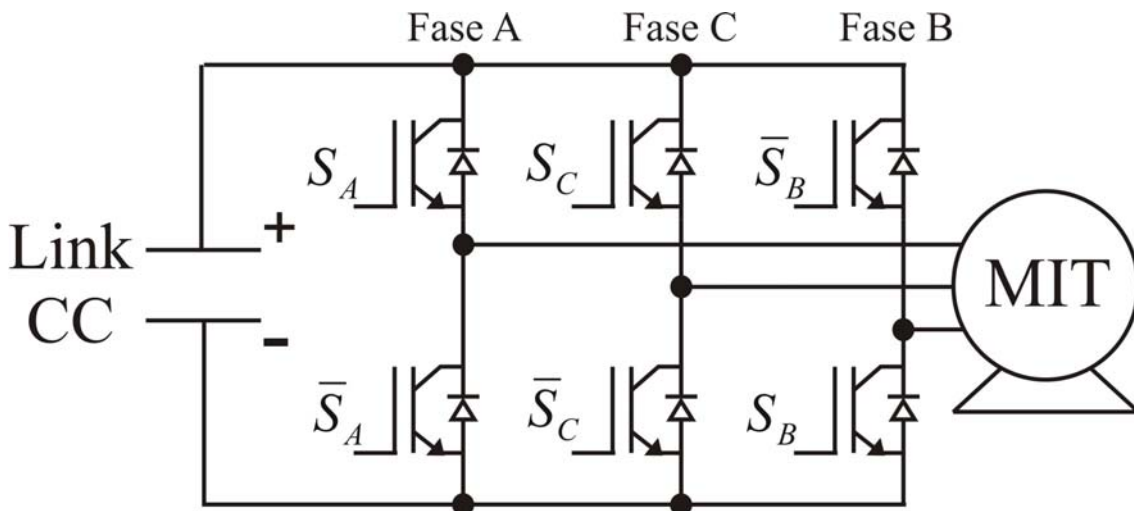 Fase A Fase C Fase B
S_A S_C S̅_B
+
Link
CC
MIT
-
S̅_A S̅_C S_B